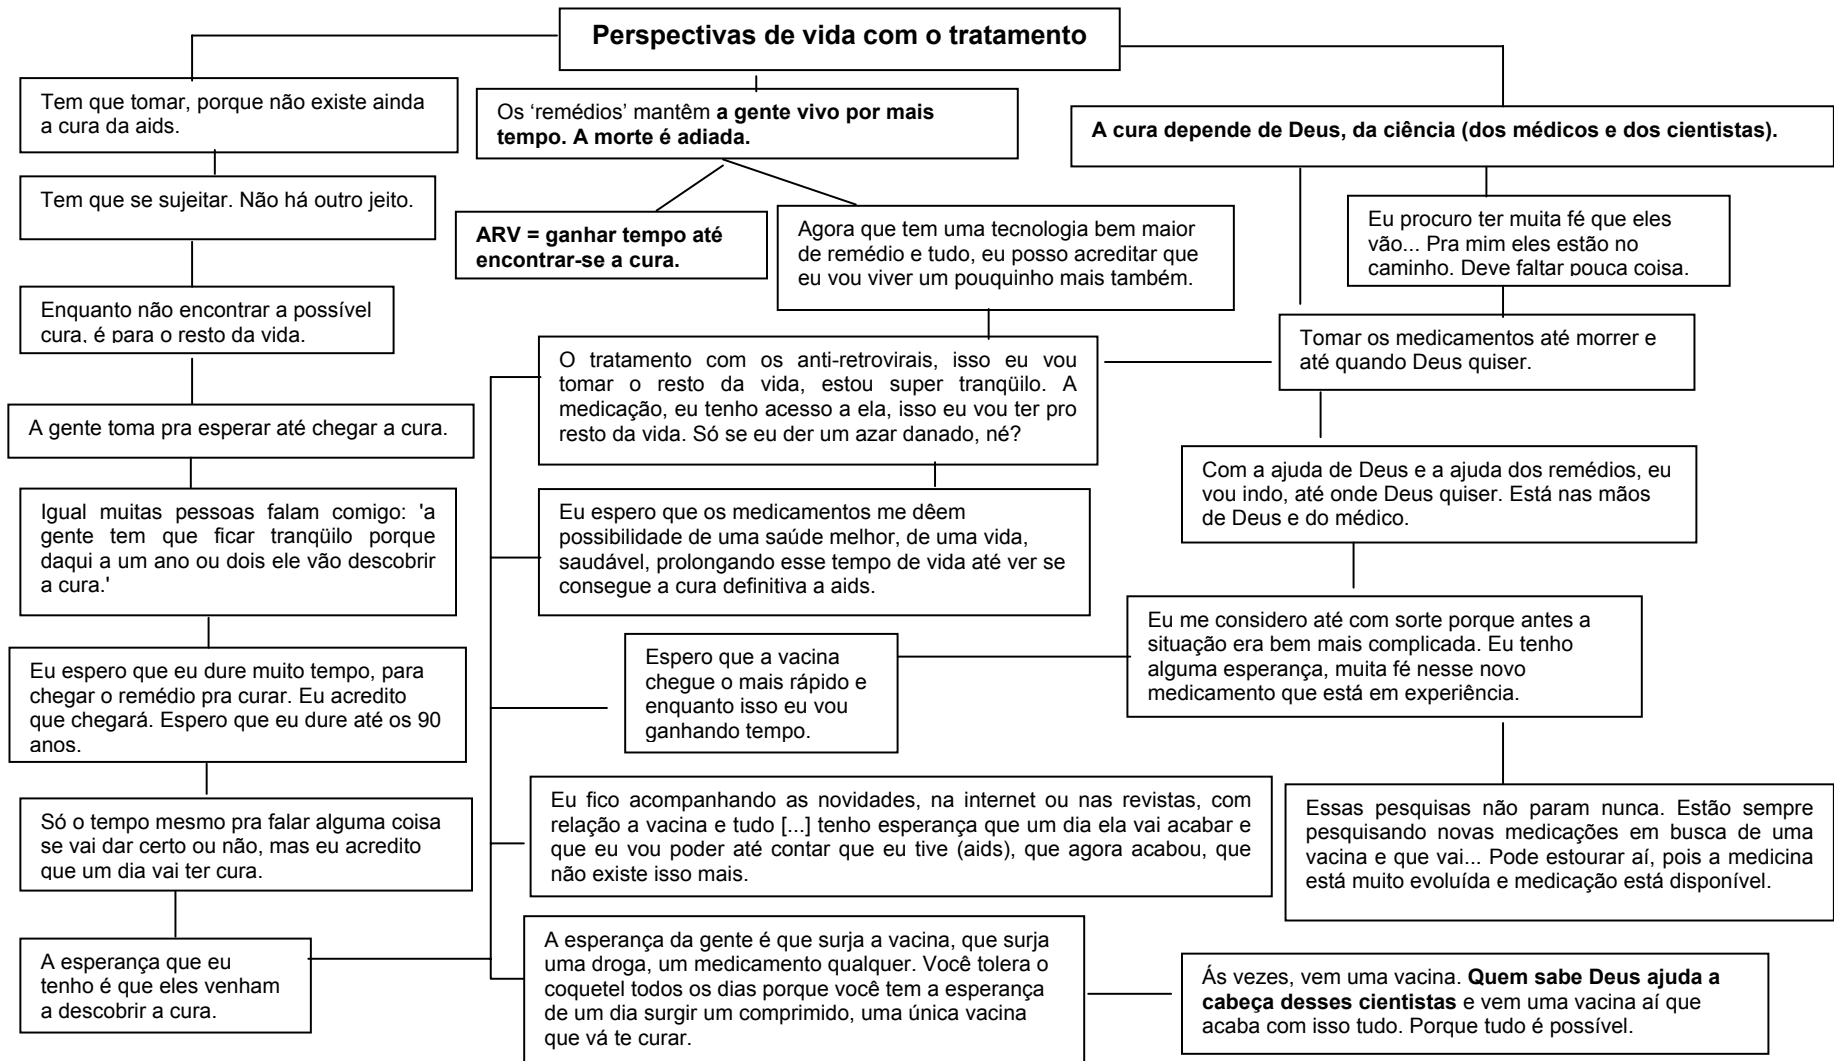 Perspectivas de vida com o tratamento
Tem que tomar, porque não existe ainda
a cura da aids.
Tem que se sujeitar. Não há outro jeito.
Enquanto não encontrar a possível
cura, é para o resto da vida.
A gente toma pra esperar até chegar a cura.
Igual muitas pessoas falam comigo: 'a
gente tem que ficar tranqüilo porque
daqui a um ano ou dois ele vão descobrir
a cura.'
Eu espero que eu dure muito tempo, para
chegar o remédio pra curar. Eu acredito
que chegará. Espero que eu dure até os 90
anos.
Só o tempo mesmo pra falar alguma coisa
se vai dar certo ou não, mas eu acredito
que um dia vai ter cura.
A esperança que eu
tenho é que eles venham
a descobrir a cura.
Os ‘remédios’ mantêm a gente vivo por mais
tempo. A morte é adiada.
ARV = ganhar tempo até
encontrar-se a cura.
Agora que tem uma tecnologia bem maior
de remédio e tudo, eu posso acreditar que
eu vou viver um pouquinho mais também.
O tratamento com os anti-retrovirais, isso eu vou
tomar o resto da vida, estou super tranqüilo. A
medicação, eu tenho acesso a ela, isso eu vou ter pro
resto da vida. Só se eu der um azar danado, né?
Eu espero que os medicamentos me dêem
possibilidade de uma saúde melhor, de uma vida,
saudável, prolongando esse tempo de vida até ver se
consegue a cura definitiva a aids.
Espero que a vacina
chegue o mais rápido e
enquanto isso eu vou
ganhando tempo.
Eu fico acompanhando as novidades, na internet ou nas revistas, com
relação a vacina e tudo [...] tenho esperança que um dia ela vai acabar e
que eu vou poder até contar que eu tive (aids), que agora acabou, que
não existe isso mais.
A esperança da gente é que surja a vacina, que surja
uma droga, um medicamento qualquer. Você tolera o
coquetel todos os dias porque você tem a esperança
de um dia surgir um comprimido, uma única vacina
que vá te curar.
A cura depende de Deus, da ciência (dos médicos e dos cientistas).
Eu procuro ter muita fé que eles
vão... Pra mim eles estão no
caminho. Deve faltar pouca coisa.
Tomar os medicamentos até morrer e
até quando Deus quiser.
Com a ajuda de Deus e a ajuda dos remédios, eu
vou indo, até onde Deus quiser. Está nas mãos
de Deus e do médico.
Eu me considero até com sorte porque antes a
situação era bem mais complicada. Eu tenho
alguma esperança, muita fé nesse novo
medicamento que está em experiência.
Essas pesquisas não param nunca. Estão sempre
pesquisando novas medicações em busca de uma
vacina e que vai... Pode estourar aí, pois a medicina
está muito evoluída e medicação está disponível.
Ás vezes, vem uma vacina. Quem sabe Deus ajuda a
cabeça desses cientistas e vem uma vacina aí que
acaba com isso tudo. Porque tudo é possível.